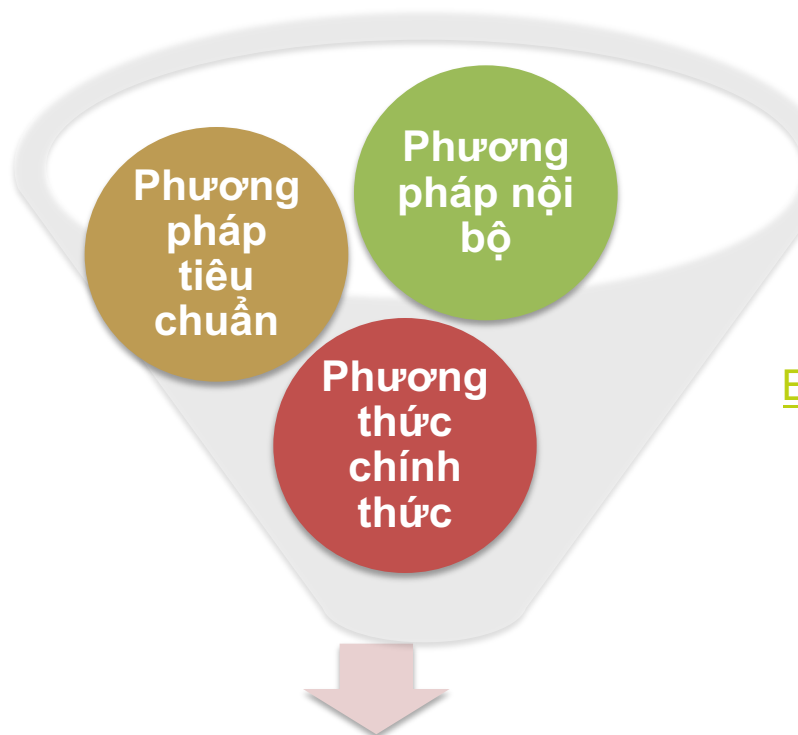 Phương
pháp nội
bộ
Phương
pháp
tiêu
chuẩn
Phương
thức
chính
thức
E